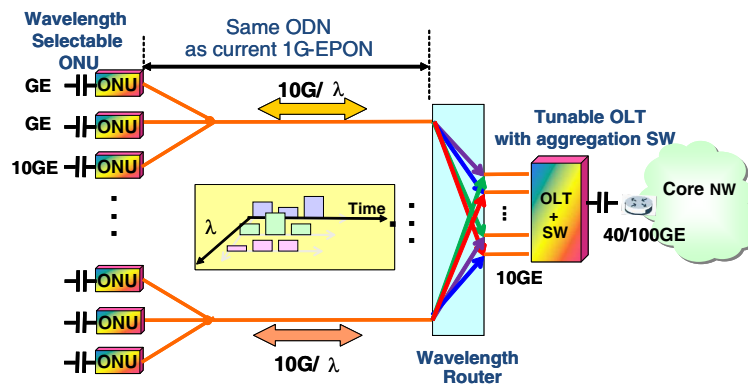 Wavelength
Selectable
ONU
Same ODN
as current 1G-EPON
GE
ONU
10G/ λ
GE
ONU
10GE
ONU
Tunable OLT
with aggregation SW
OLT
+
SW
Core NW
40/100GE
10GE
λ
Time
ONU
ONU
ONU
10G/ λ
Wavelength
Router